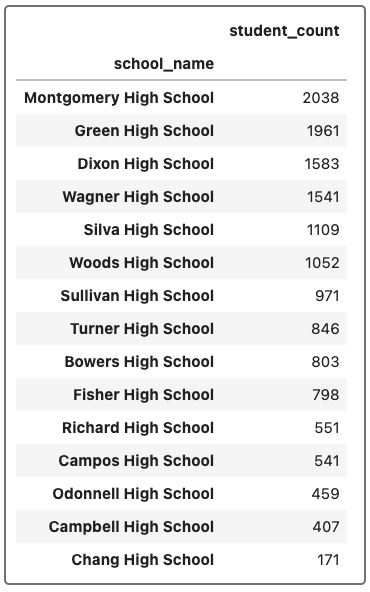 student_count
school_name
Montgomery High School 2038
Green High School 1961
Dixon High School 1583
Wagner High School 1541
Silva High School 1109
Woods High School 1052
Sullivan High School 971
Turner High School 846
Bowers High School 803
Fisher High School 798
Richard High School 551
Campos High School 541
Odonnell High School 459
Campbell High School 407
Chang High School 171